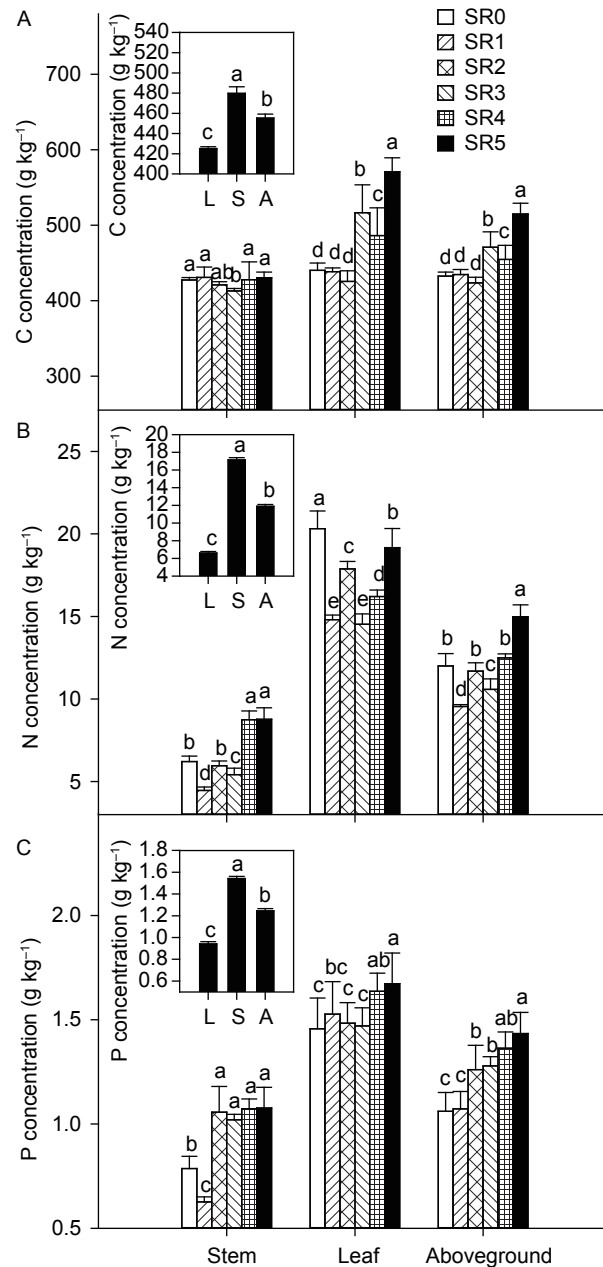 A
C concentration (g kg⁻¹)
700
600
500
400
300
C concentration (g kg⁻¹)
540
520
500
480
460
440
420
400
c
a
b
L S A
SR0
SR1
SR2
SR3
SR4
SR5
a a ab b a a
d d d b c a
d d d b c a
B
N concentration (g kg⁻¹)
25
20
15
10
5
N concentration (g kg⁻¹)
20
18
16
14
12
10
8
6
4
c
a
b
L S A
b d b c a a
a e c e d b
b d b c b a
C
P concentration (g kg⁻¹)
2.0
1.5
1.0
0.5
P concentration (g kg⁻¹)
1.8
1.6
1.4
1.2
1.0
0.8
0.6
c
a
b
L S A
b c a a a a
c bc c c ab a
c c b b ab a
Stem Leaf Aboveground